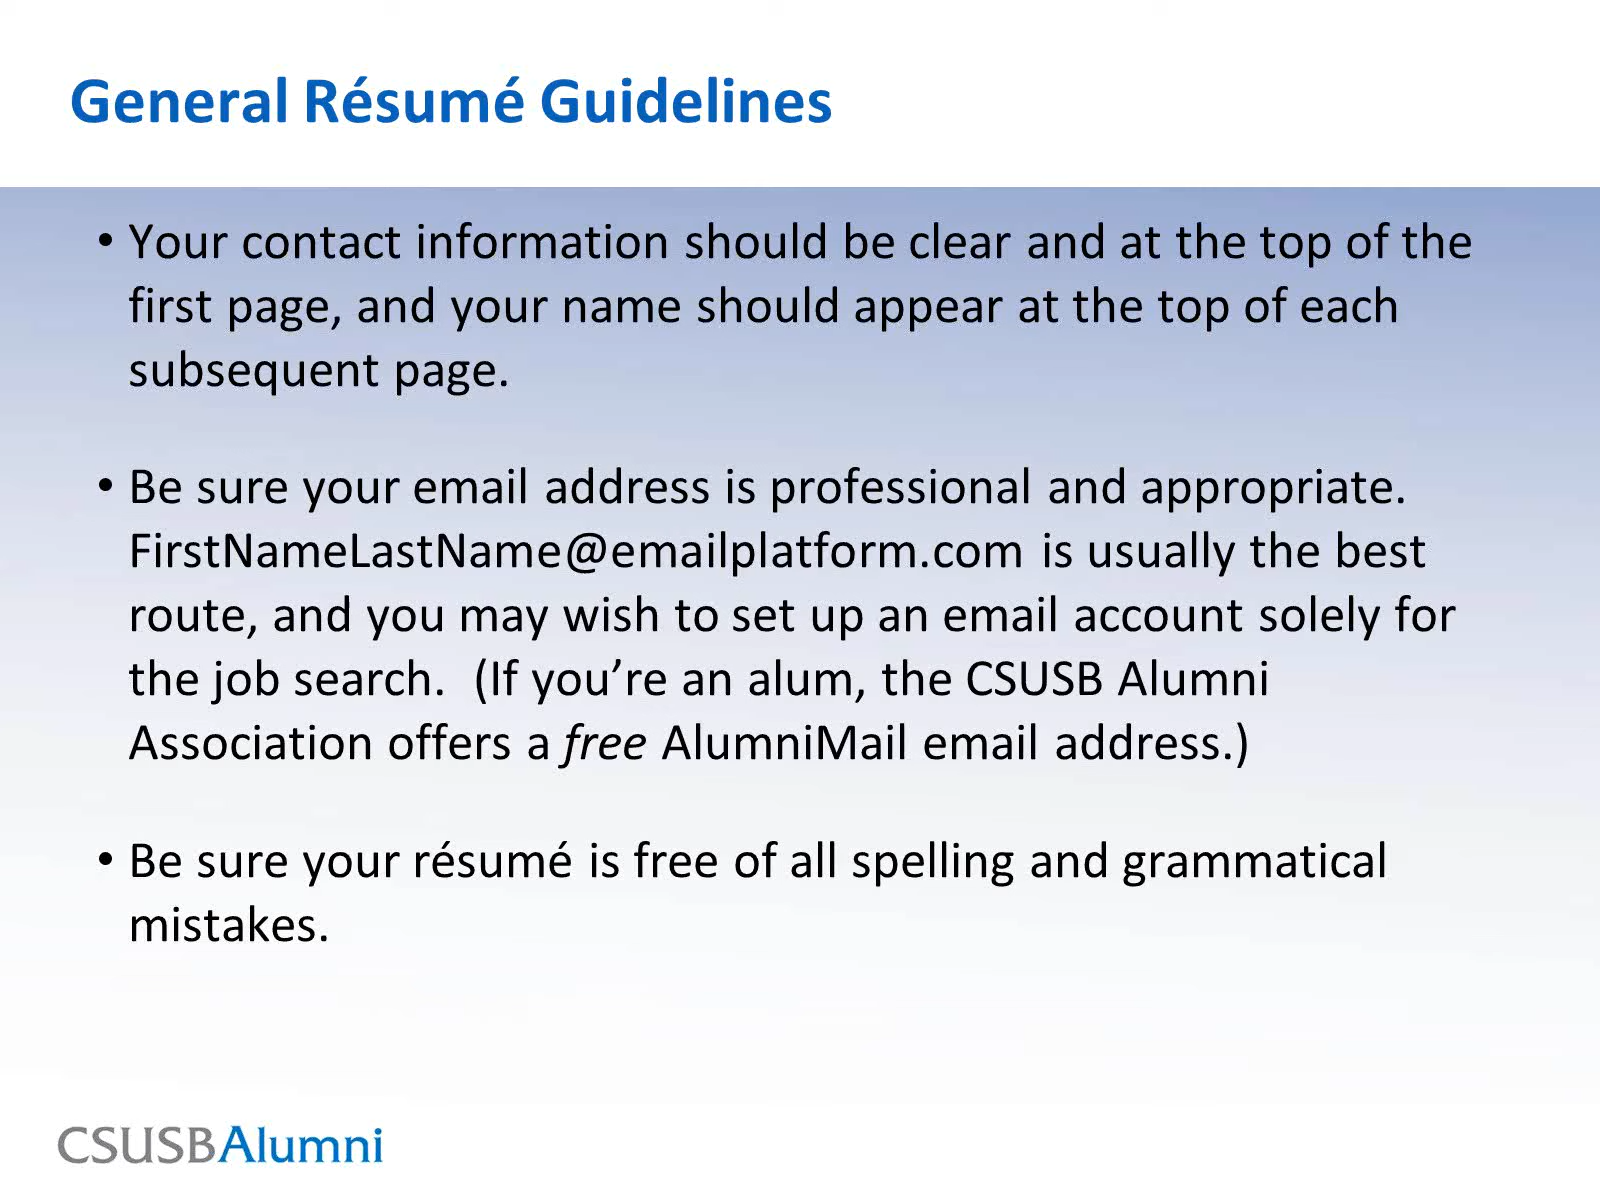 General Résumé Guidelines
• Your contact information should be clear and at the top of the
first page, and your name should appear at the top of each
subsequent page.
• Be sure your email address is professional and appropriate.
FirstNameLastName@emailplatform.com is usually the best
route, and you may wish to set up an email account solely for
the job search.  (If you’re an alum, the CSUSB Alumni
Association offers a free AlumniMail email address.)
• Be sure your résumé is free of all spelling and grammatical
mistakes.
CSUSBAlumni